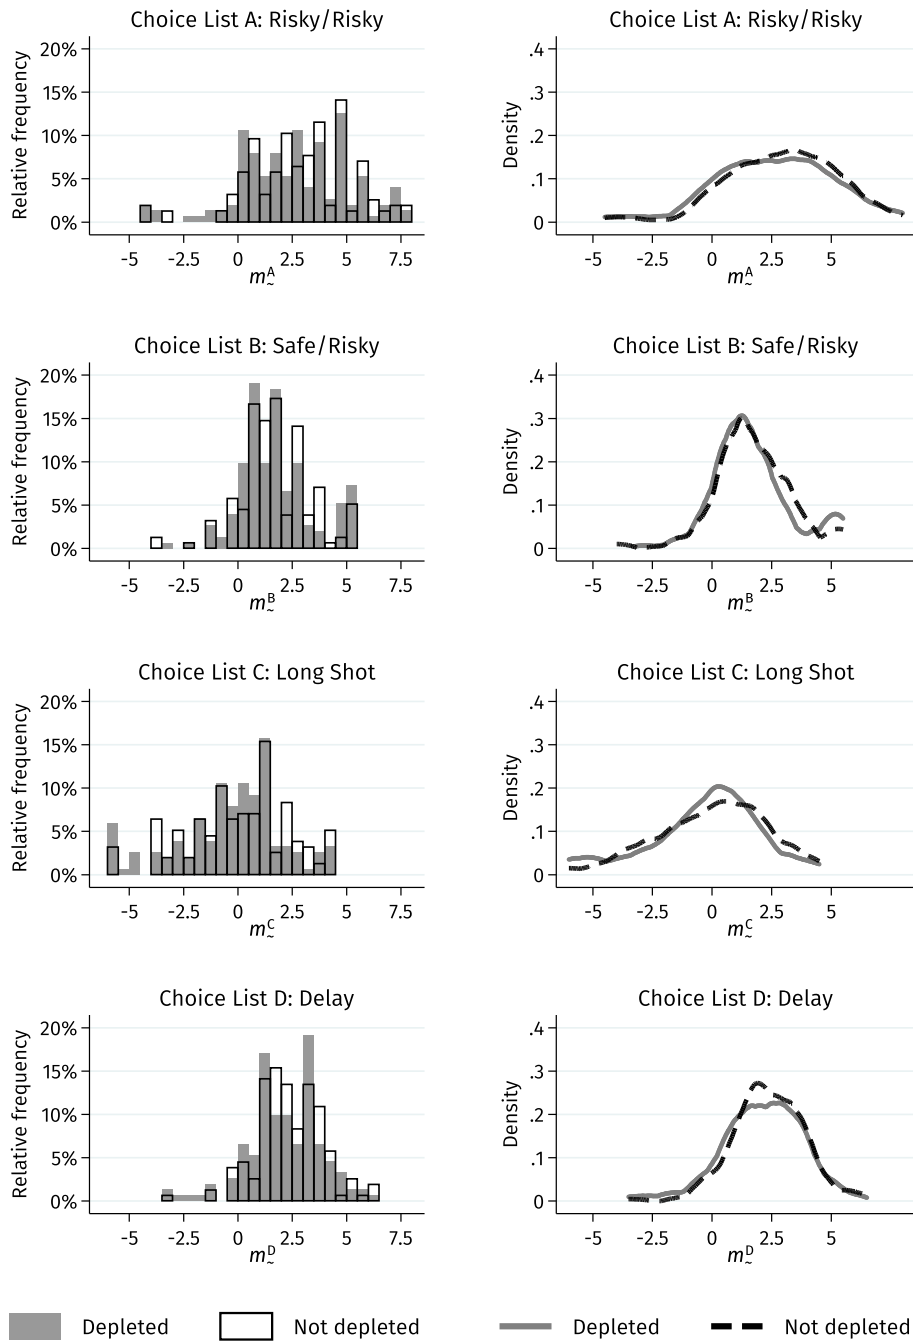 Choice List A: Risky/Risky
Relative frequency
20%
15%
10%
5%
0%
-5 -2.5 0 2.5 5 7.5
m~A
Choice List A: Risky/Risky
Density
.4
.3
.2
.1
0
-5 -2.5 0 2.5 5
m~A
Choice List B: Safe/Risky
Relative frequency
20%
15%
10%
5%
0%
-5 -2.5 0 2.5 5 7.5
m~B
Choice List B: Safe/Risky
Density
.4
.3
.2
.1
0
-5 -2.5 0 2.5 5
m~B
Choice List C: Long Shot
Relative frequency
20%
15%
10%
5%
0%
-5 -2.5 0 2.5 5 7.5
m~C
Choice List C: Long Shot
Density
.4
.3
.2
.1
0
-5 -2.5 0 2.5 5
m~C
Choice List D: Delay
Relative frequency
20%
15%
10%
5%
0%
-5 -2.5 0 2.5 5 7.5
m~D
Choice List D: Delay
Density
.4
.3
.2
.1
0
-5 -2.5 0 2.5 5
m~D
Depleted Not depleted Depleted Not depleted